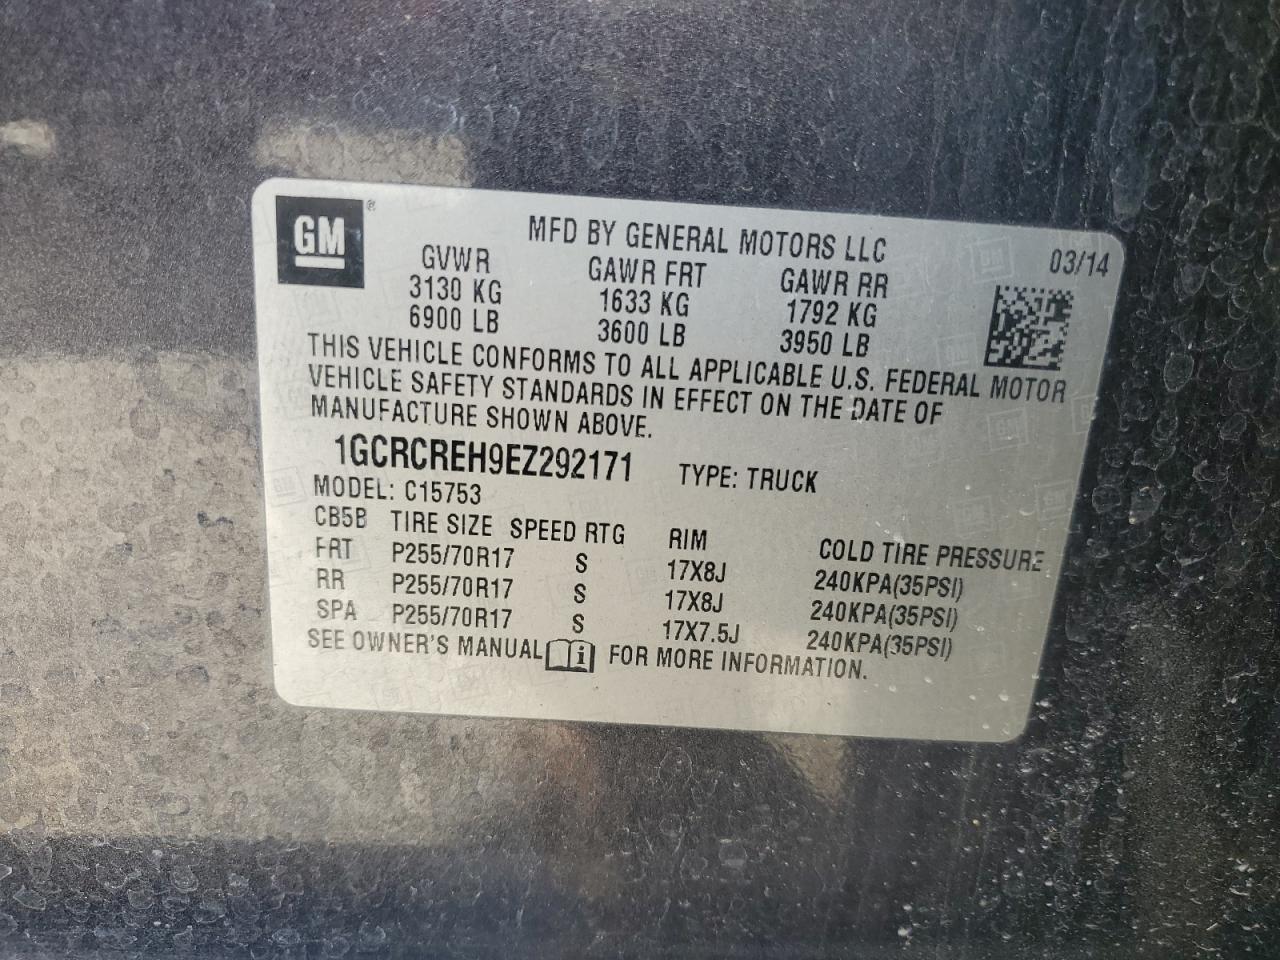 GM ®
MFD BY GENERAL MOTORS LLC 03/14
GVWR GAWR FRT GAWR RR
3130 KG 1633 KG 1792 KG
6900 LB 3600 LB 3950 LB
THIS VEHICLE CONFORMS TO ALL APPLICABLE U.S. FEDERAL MOTOR
VEHICLE SAFETY STANDARDS IN EFFECT ON THE DATE OF
MANUFACTURE SHOWN ABOVE.
1GCRCREH9EZ292171 TYPE: TRUCK
MODEL: C15753
CB5B TIRE SIZE SPEED RTG RIM COLD TIRE PRESSURE
FRT P255/70R17 S 17X8J 240KPA(35PSI)
RR P255/70R17 S 17X8J 240KPA(35PSI)
SPA P255/70R17 S 17X7.5J 240KPA(35PSI)
SEE OWNER'S MANUAL i FOR MORE INFORMATION.